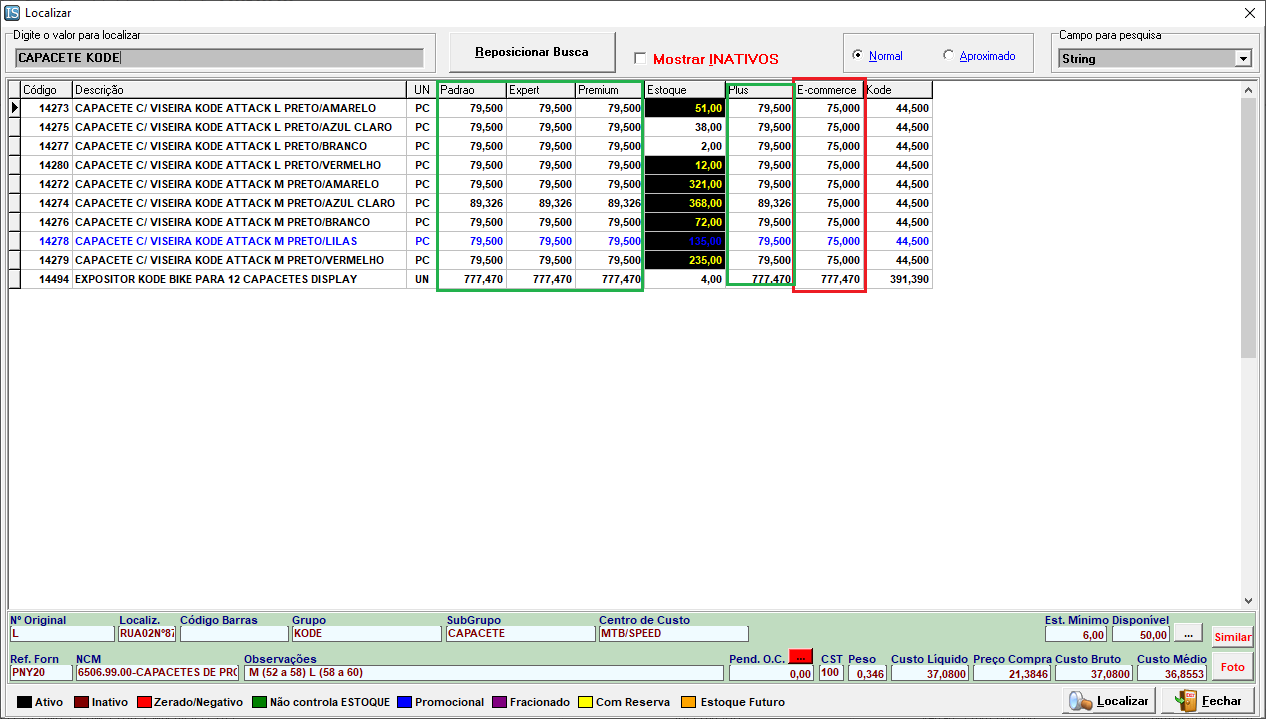 IS Localizar
Digite o valor para localizar
CAPACETE KODE
Reposicionar Busca
Mostrar INATIVOS
Normal Aproximado
Campo para pesquisa
String
Código Descrição UN Padrao Expert Premium Estoque Plus E-commerce Kode
14273 CAPACETE C/ VISEIRA KODE ATTACK L PRETO/AMARELO PC 79,500 79,500 79,500 51,00 79,500 75,000 44,500
14275 CAPACETE C/ VISEIRA KODE ATTACK L PRETO/AZUL CLARO PC 79,500 79,500 79,500 38,00 79,500 75,000 44,500
14277 CAPACETE C/ VISEIRA KODE ATTACK L PRETO/BRANCO PC 79,500 79,500 79,500 2,00 79,500 75,000 44,500
14280 CAPACETE C/ VISEIRA KODE ATTACK L PRETO/VERMELHO PC 79,500 79,500 79,500 12,00 79,500 75,000 44,500
14272 CAPACETE C/ VISEIRA KODE ATTACK M PRETO/AMARELO PC 79,500 79,500 79,500 321,00 79,500 75,000 44,500
14274 CAPACETE C/ VISEIRA KODE ATTACK M PRETO/AZUL CLARO PC 89,326 89,326 89,326 368,00 89,326 75,000 44,500
14276 CAPACETE C/ VISEIRA KODE ATTACK M PRETO/BRANCO PC 79,500 79,500 79,500 72,00 79,500 75,000 44,500
14278 CAPACETE C/ VISEIRA KODE ATTACK M PRETO/LILAS PC 79,500 79,500 79,500 135,00 79,500 75,000 44,500
14279 CAPACETE C/ VISEIRA KODE ATTACK M PRETO/VERMELHO PC 79,500 79,500 79,500 235,00 79,500 75,000 44,500
14494 EXPOSITOR KODE BIKE PARA 12 CAPACETES DISPLAY UN 777,470 777,470 777,470 4,00 777,470 777,470 391,390
Nº Original Localiz. Código Barras Grupo SubGrupo Centro de Custo Est. Mínimo Disponível
L RUA02Nº87 KODE CAPACETE MTB/SPEED 6,00 50,00 ... Similar
Ref. Forn NCM Observações Pend. O.C. ... CST Peso Custo Líquido Preço Compra Custo Bruto Custo Médio
PNY20 6506.99.00-CAPACETES DE PRO M (52 a 58) L (58 a 60) 0,00 100 0,346 37,0800 21,3846 37,0800 36,8553 Foto
Ativo Inativo Zerado/Negativo Não controla ESTOQUE Promocional Fracionado Com Reserva Estoque Futuro Localizar Fechar